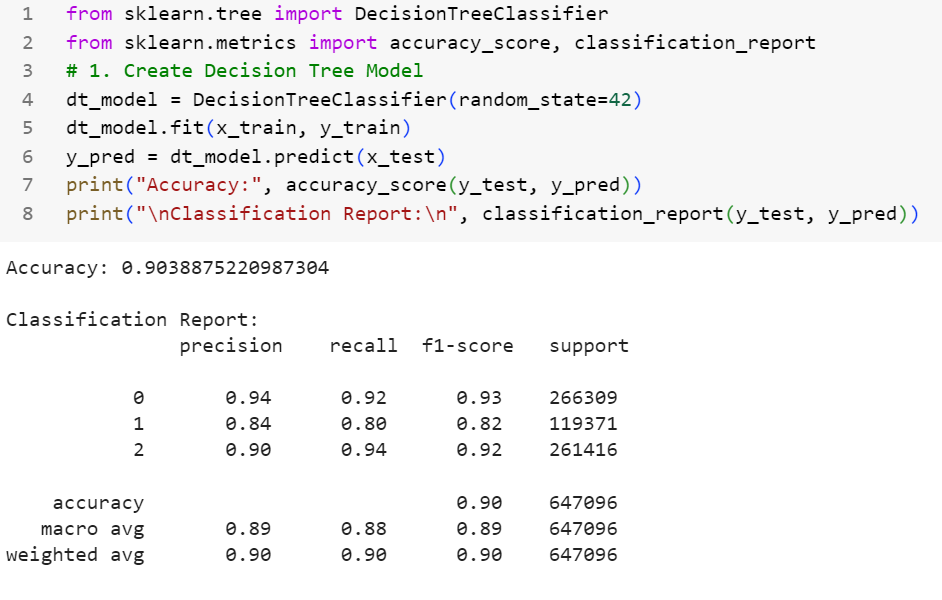 1 from sklearn.tree import DecisionTreeClassifier
2 from sklearn.metrics import accuracy_score, classification_report
3 # 1. Create Decision Tree Model
4 dt_model = DecisionTreeClassifier(random_state=42)
5 dt_model.fit(x_train, y_train)
6 y_pred = dt_model.predict(x_test)
7 print("Accuracy:", accuracy_score(y_test, y_pred))
8 print("\nClassification Report:\n", classification_report(y_test, y_pred))
Accuracy: 0.9038875220987304
Classification Report:
precision recall f1-score support
0 0.94 0.92 0.93 266309
1 0.84 0.80 0.82 119371
2 0.90 0.94 0.92 261416
accuracy 0.90 647096
macro avg 0.89 0.88 0.89 647096
weighted avg 0.90 0.90 0.90 647096